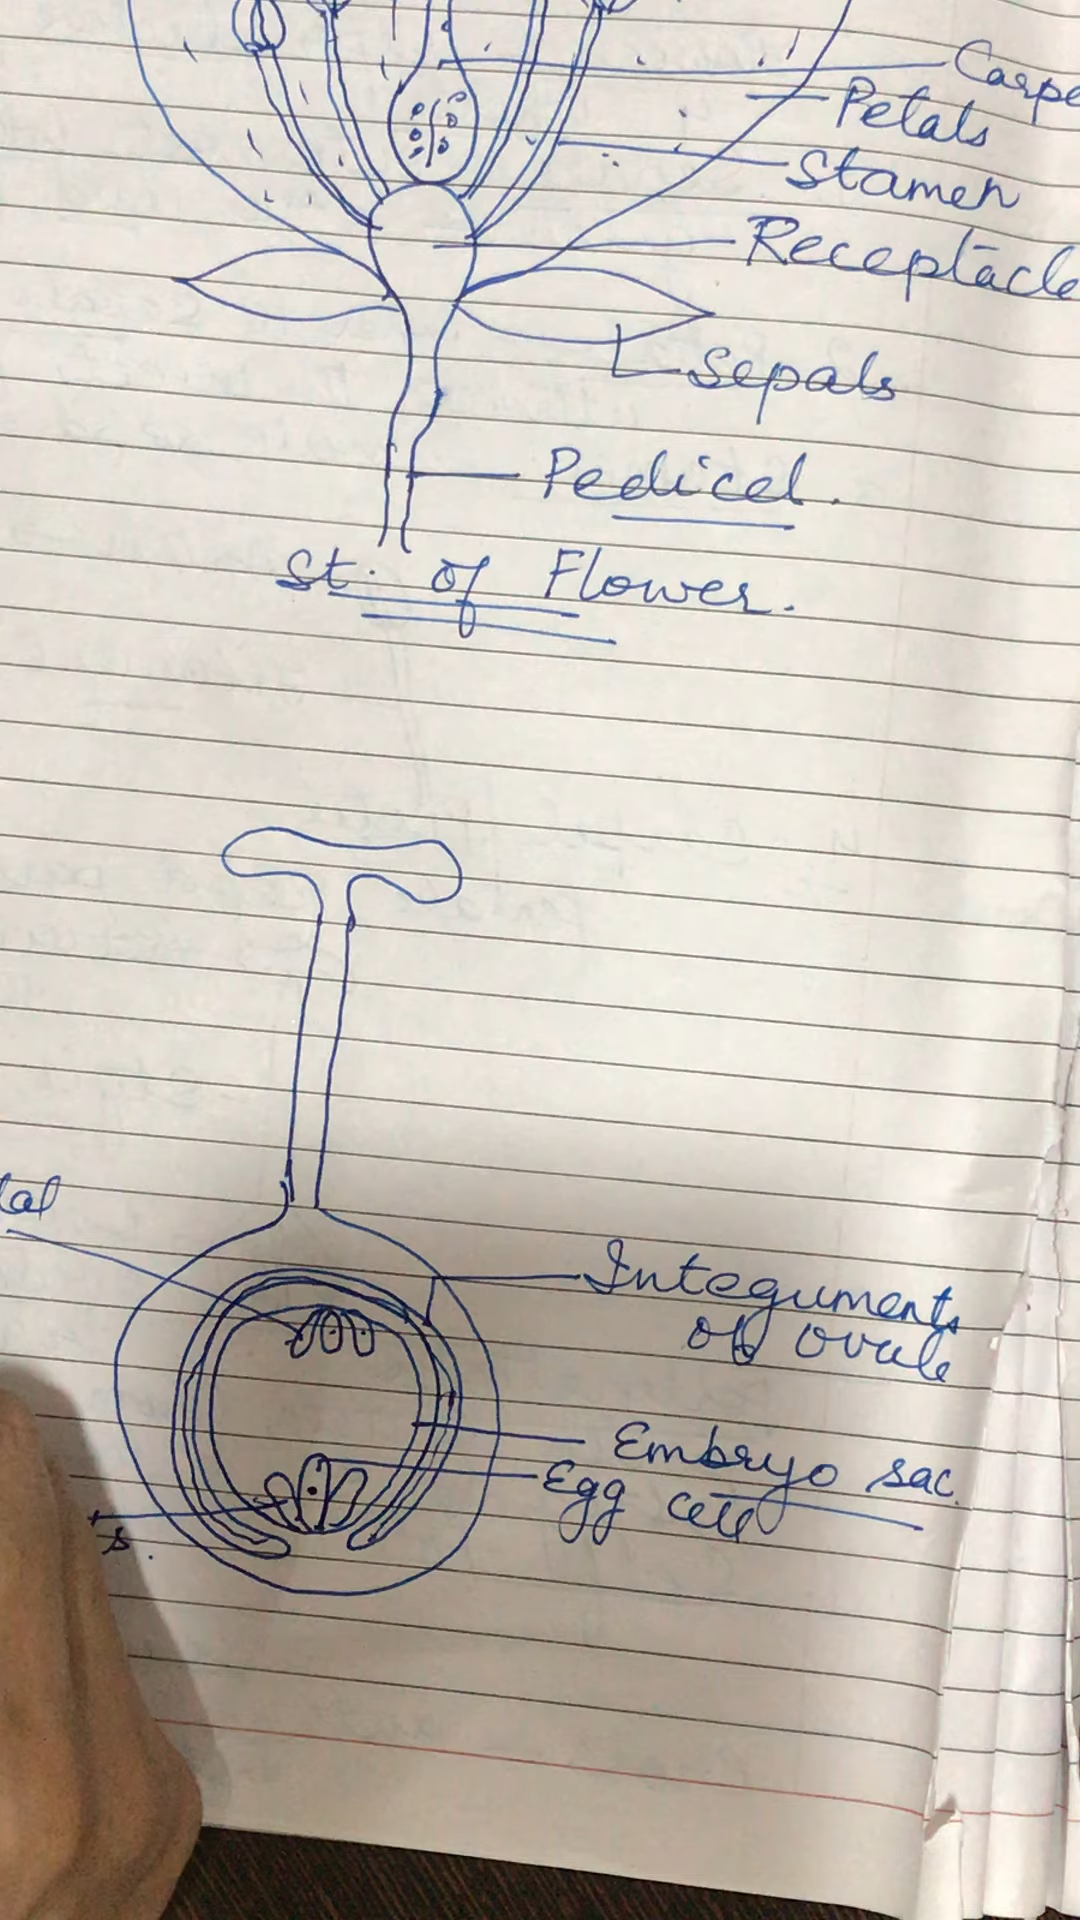 Carpe
Petals
Stamen
Receptacle
Sepals
Pedicel.
St. of Flower.
Integuments
of ovule
Embryo sac.
Egg cell